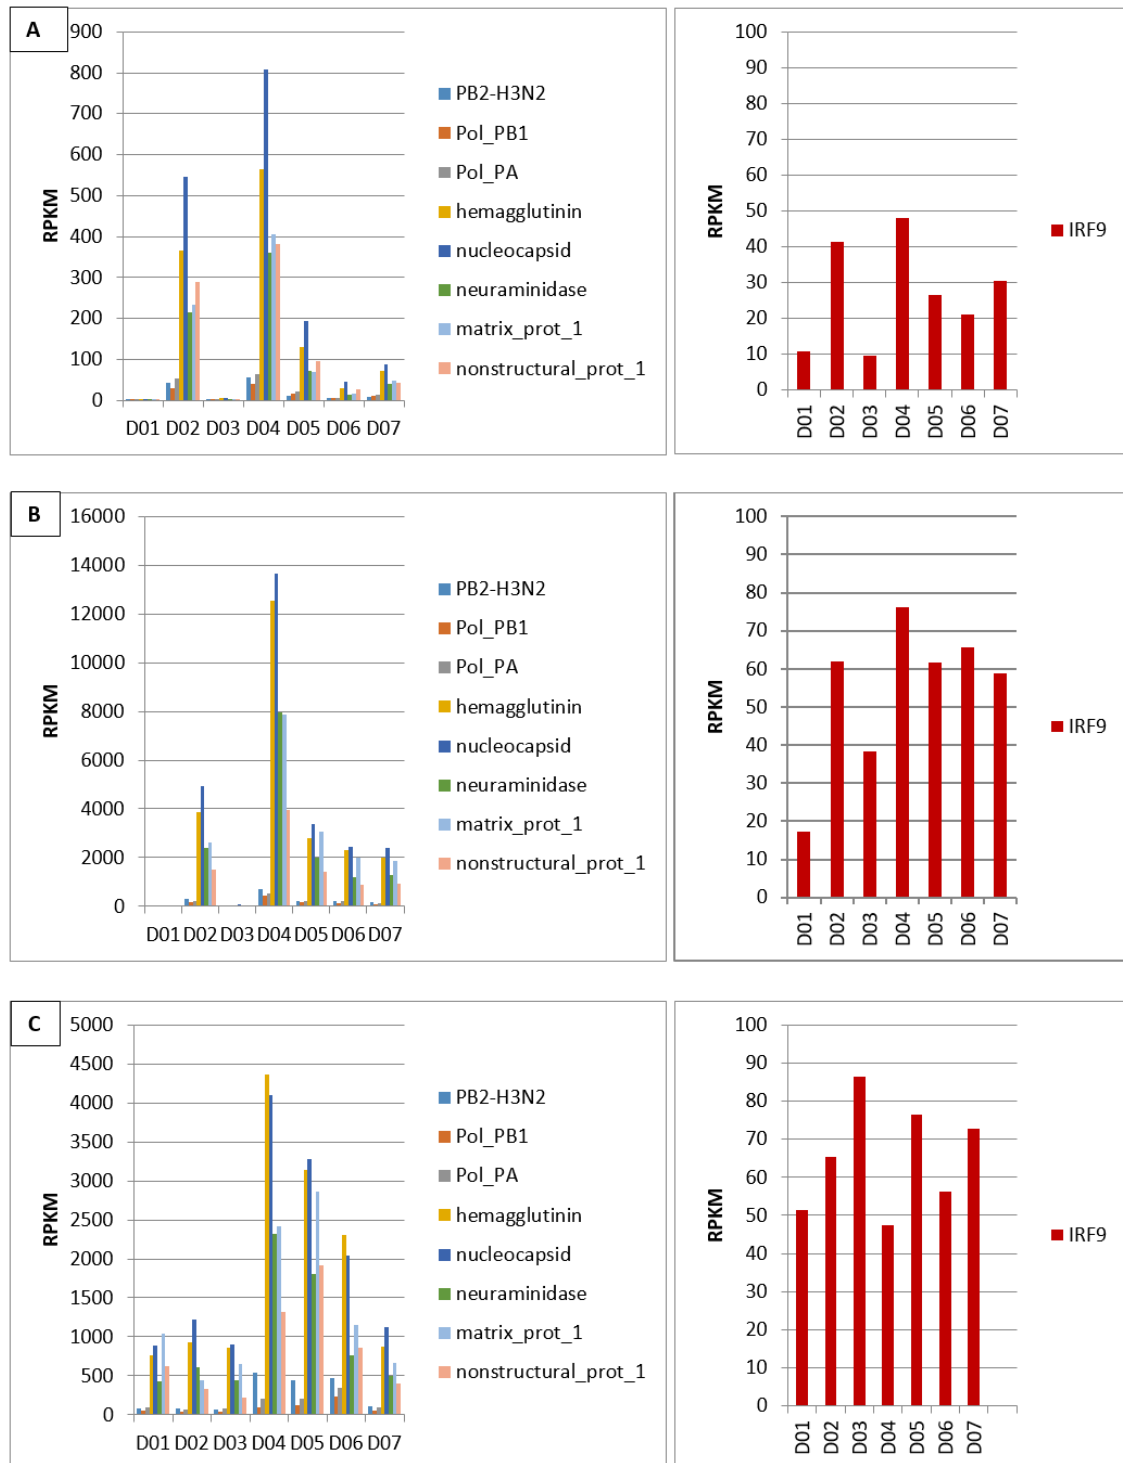 A
900
800
700
600
500
400
300
200
100
0
RPKM
D01 D02 D03 D04 D05 D06 D07
PB2-H3N2
Pol_PB1
Pol_PA
hemagglutinin
nucleocapsid
neuraminidase
matrix_prot_1
nonstructural_prot_1
100
90
80
70
60
50
40
30
20
10
0
RPKM
D01 D02 D03 D04 D05 D06 D07
IRF9
B
16000
14000
12000
10000
8000
6000
4000
2000
0
RPKM
D01 D02 D03 D04 D05 D06 D07
PB2-H3N2
Pol_PB1
Pol_PA
hemagglutinin
nucleocapsid
neuraminidase
matrix_prot_1
nonstructural_prot_1
100
90
80
70
60
50
40
30
20
10
0
RPKM
D01 D02 D03 D04 D05 D06 D07
IRF9
C
5000
4500
4000
3500
3000
2500
2000
1500
1000
500
0
RPKM
D01 D02 D03 D04 D05 D06 D07
PB2-H3N2
Pol_PB1
Pol_PA
hemagglutinin
nucleocapsid
neuraminidase
matrix_prot_1
nonstructural_prot_1
100
90
80
70
60
50
40
30
20
10
0
RPKM
D01 D02 D03 D04 D05 D06 D07
IRF9